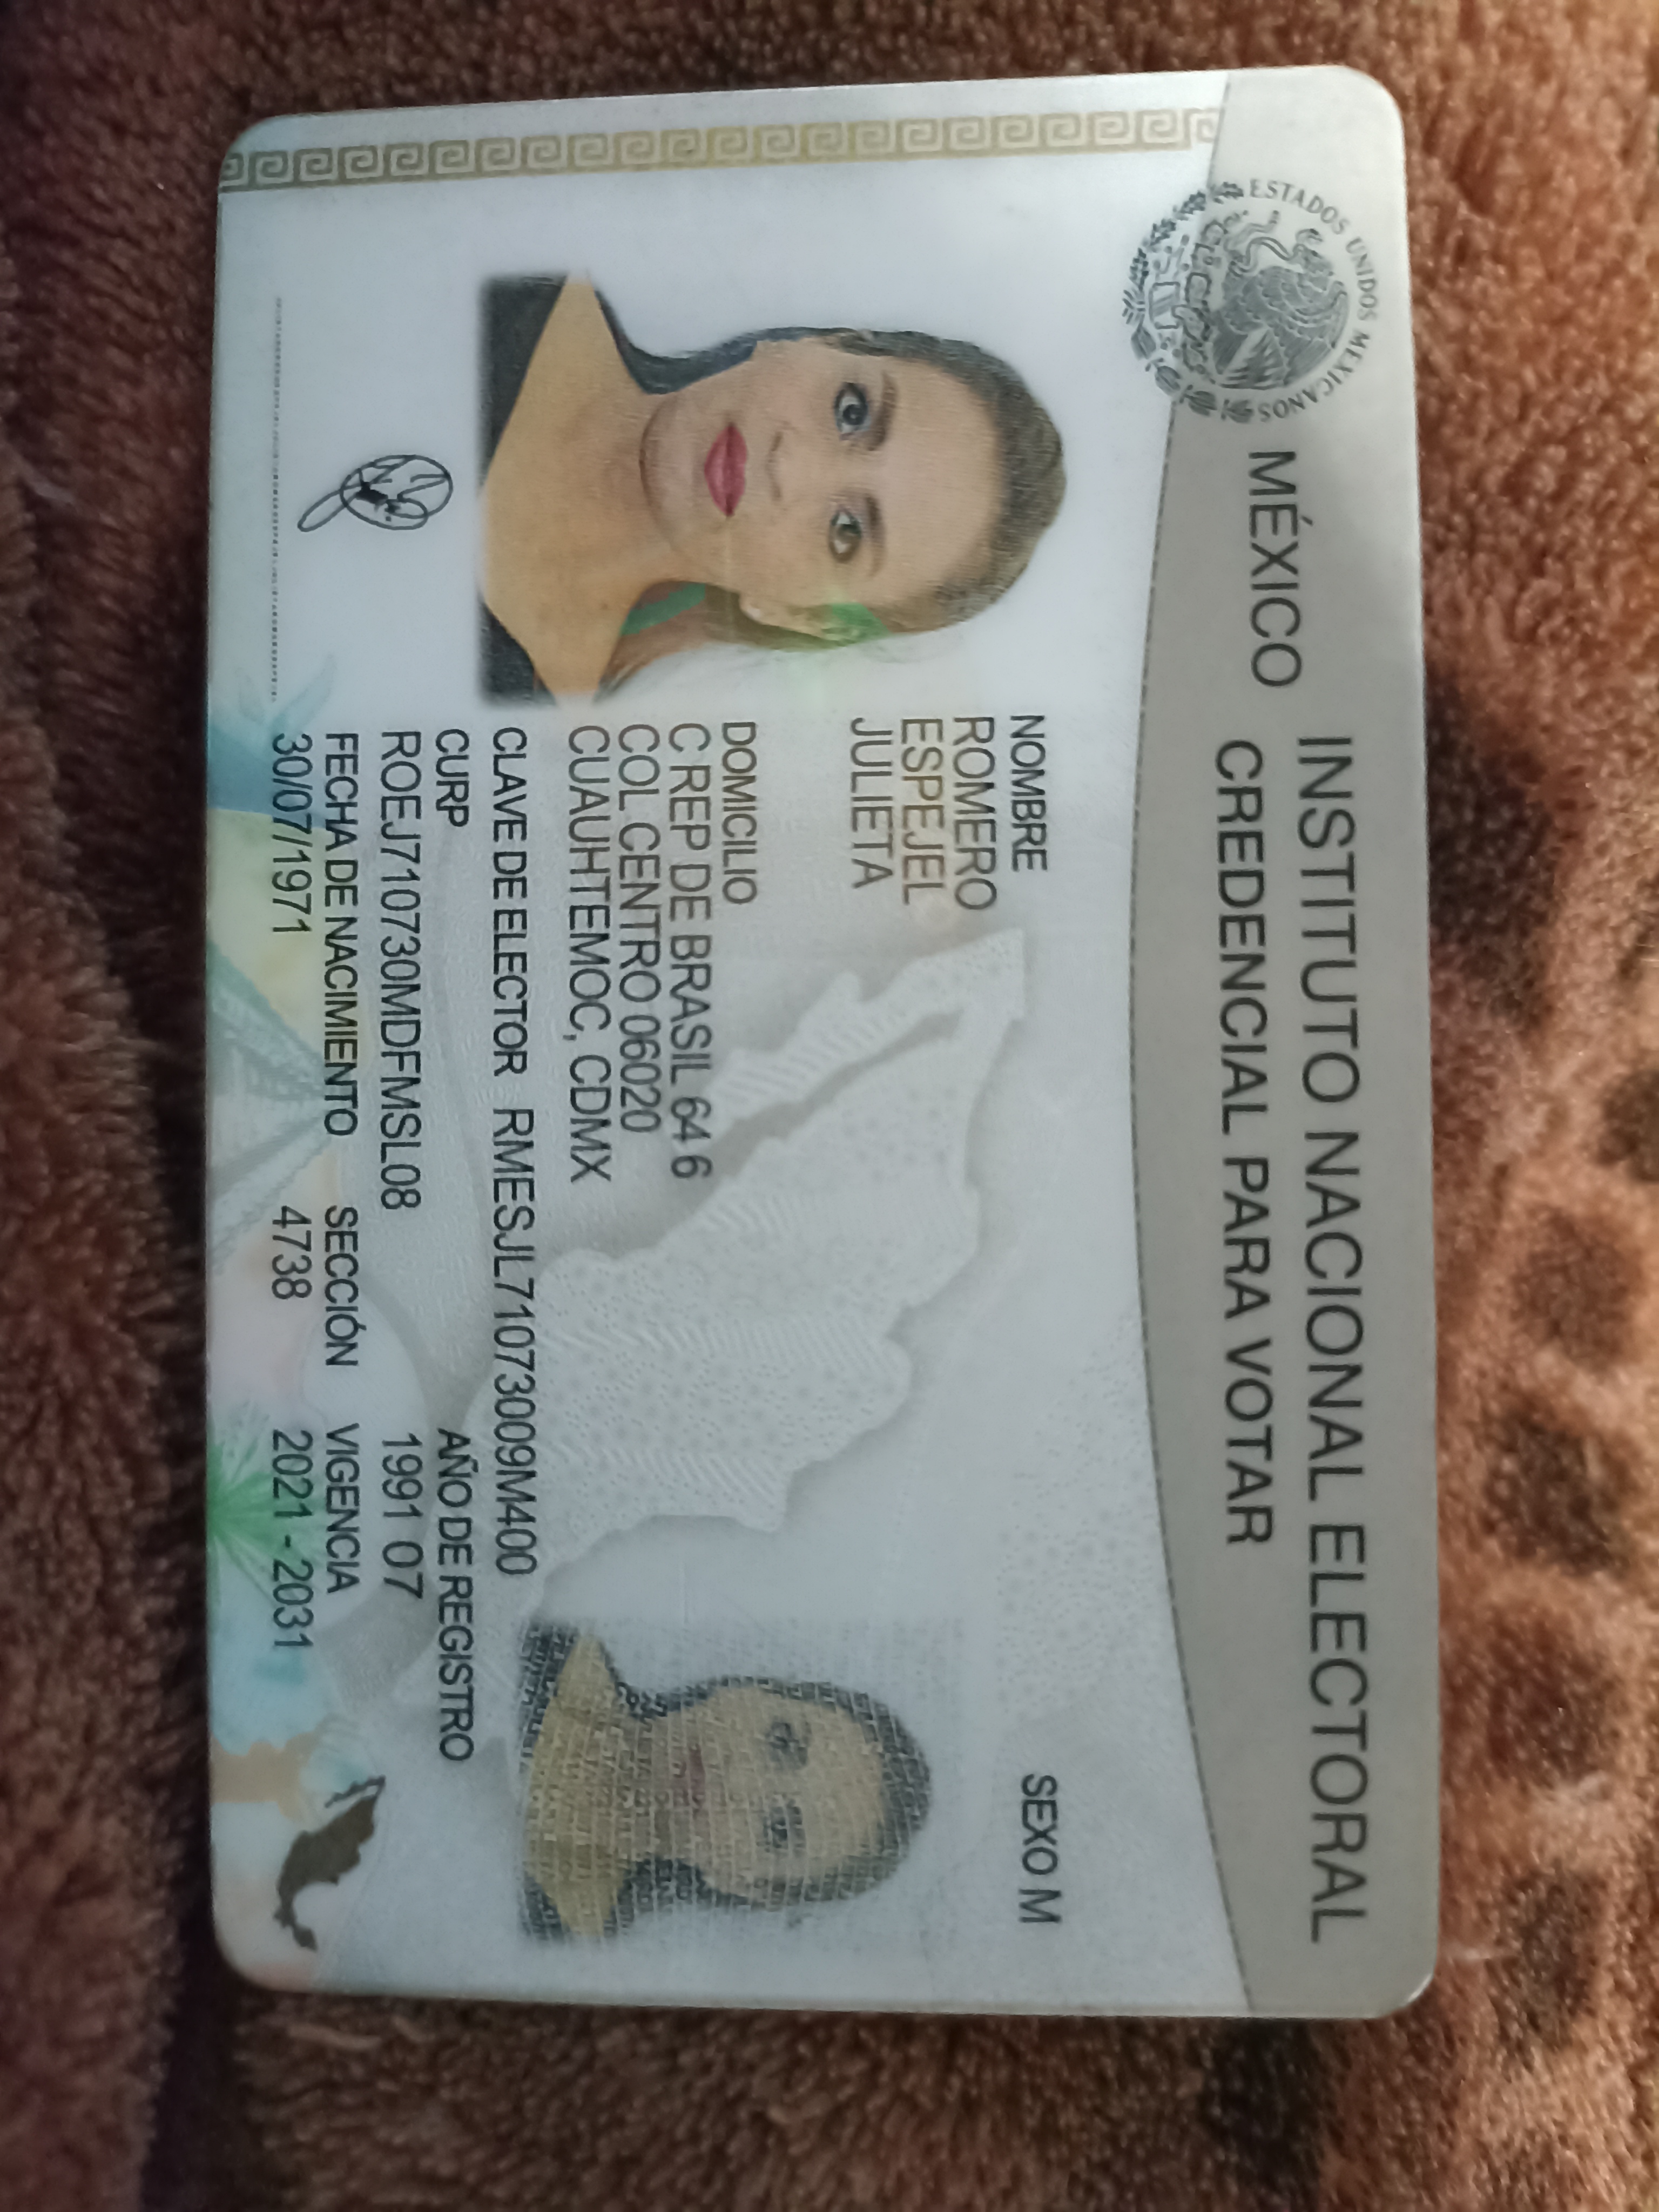 ESTADOS UNIDOS MEXICANOS
MÉXICO INSTITUTO NACIONAL ELECTORAL
CREDENCIAL PARA VOTAR
NOMBRE SEXO M
ROMERO
ESPEJEL
JULIETA
DOMICILIO
C REP DE BRASIL 64 6
COL CENTRO 06020
CUAUHTEMOC, CDMX
CLAVE DE ELECTOR RMESJL71073009M400
CURP AÑO DE REGISTRO
ROEJ710730MDFMSL08 1991 07
FECHA DE NACIMIENTO SECCIÓN VIGENCIA
30/07/1971 4738 2021 - 2031